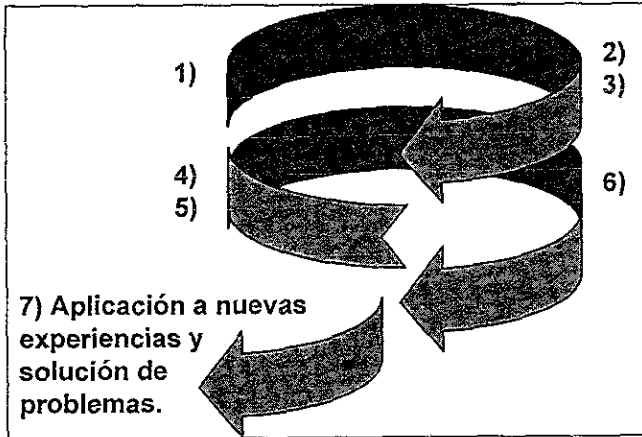 1)
2)
3)
4)
5)
6)
7) Aplicación a nuevas
experiencias y
solución de
problemas.